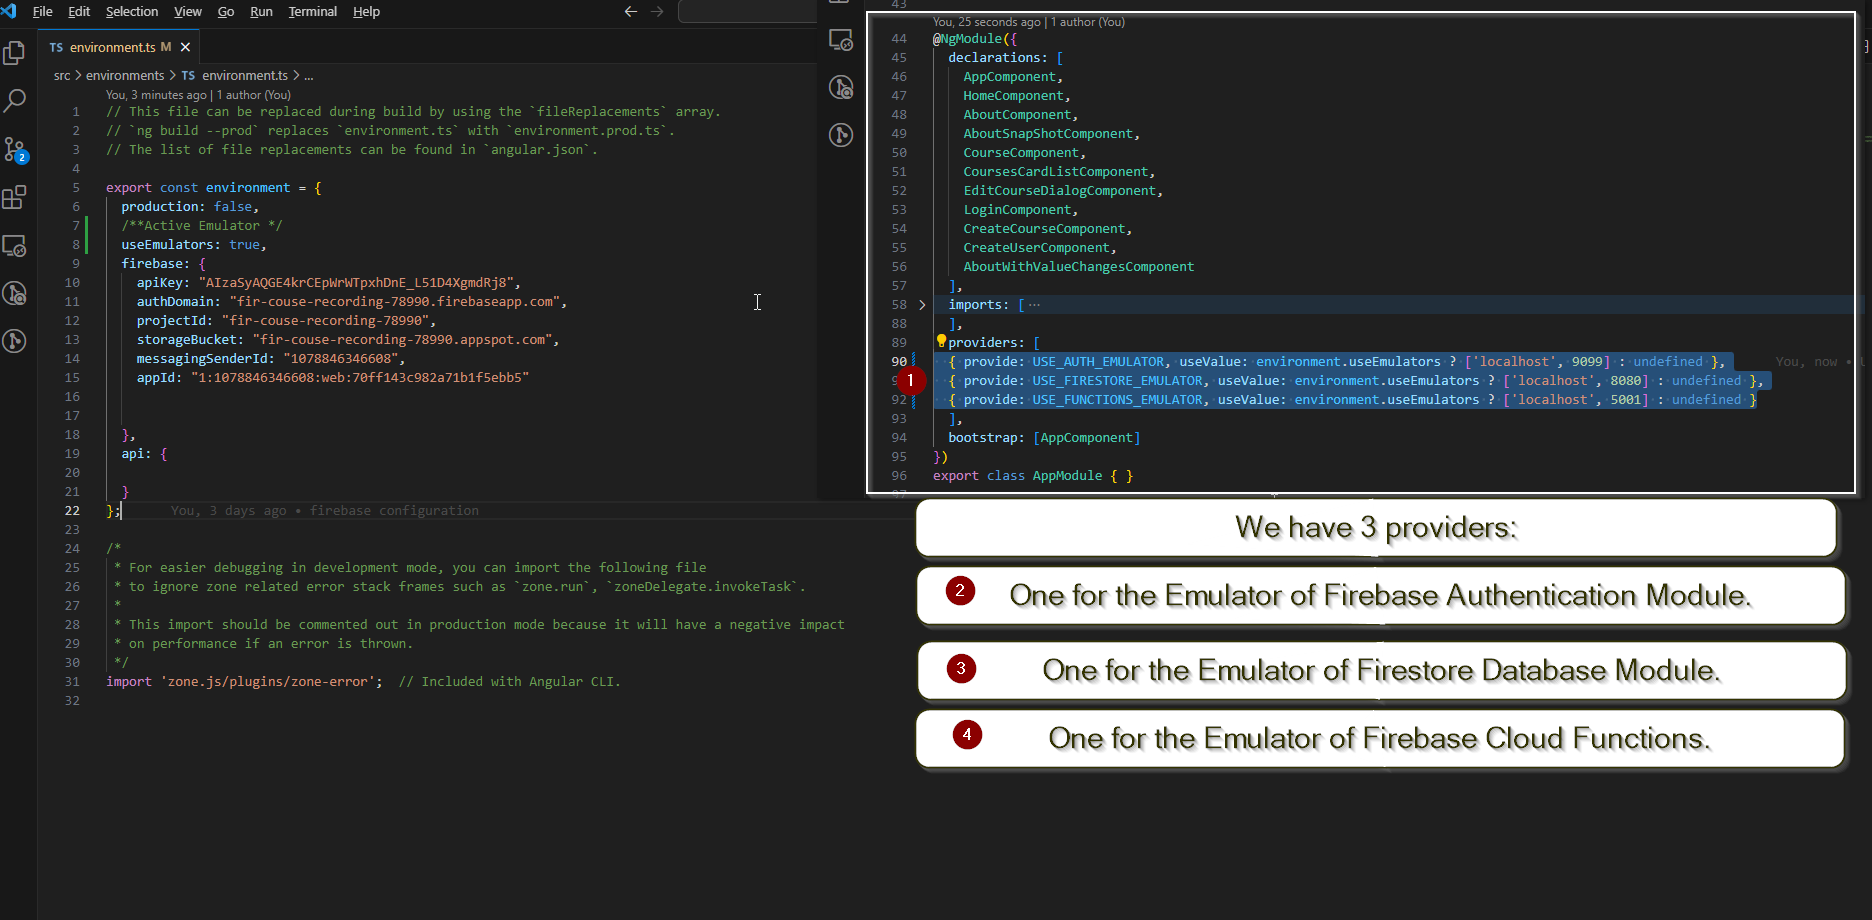 File Edit Selection View Go Run Terminal Help
TS environment.ts M
src > environments > TS environment.ts > ...
You, 3 minutes ago | 1 author (You)
1 // This file can be replaced during build by using the `fileReplacements` array.
2 // `ng build --prod` replaces `environment.ts` with `environment.prod.ts`.
3 // The list of file replacements can be found in `angular.json`.
4
5 export const environment = {
6 production: false,
7 /**Active Emulator */
8 useEmulators: true,
9 firebase: {
10 apiKey: "AIzaSyAQGE4krCEpWrWTpxhDnE_L51D4XgmdRj8",
11 authDomain: "fir-couse-recording-78990.firebaseapp.com",
12 projectId: "fir-couse-recording-78990",
13 storageBucket: "fir-couse-recording-78990.appspot.com",
14 messagingSenderId: "1078846346608",
15 appId: "1:1078846346608:web:70ff143c982a71b1f5ebb5"
16
17
18 },
19 api: {
20
21 }
22 }; You, 3 days ago • firebase configuration
23
24 /*
25 * For easier debugging in development mode, you can import the following file
26 * to ignore zone related error stack frames such as `zone.run`, `zoneDelegate.invokeTask`.
27 *
28 * This import should be commented out in production mode because it will have a negative impact
29 * on performance if an error is thrown.
30 */
31 import 'zone.js/plugins/zone-error'; // Included with Angular CLI.
32
2
43
You, 25 seconds ago | 1 author (You)
44 @NgModule({
45 declarations: [
46 AppComponent,
47 HomeComponent,
48 AboutComponent,
49 AboutSnapShotComponent,
50 CourseComponent,
51 CoursesCardListComponent,
52 EditCourseDialogComponent,
53 LoginComponent,
54 CreateCourseComponent,
55 CreateUserComponent,
56 AboutWithValueChangesComponent
57 ],
58 > imports: [ ...
88 ],
89 providers: [
90 { provide: USE_AUTH_EMULATOR, useValue: environment.useEmulators ? ['localhost', 9099] : undefined }, You, now •
1 { provide: USE_FIRESTORE_EMULATOR, useValue: environment.useEmulators ? ['localhost', 8080] : undefined },
92 { provide: USE_FUNCTIONS_EMULATOR, useValue: environment.useEmulators ? ['localhost', 5001] : undefined }
93 ],
94 bootstrap: [AppComponent]
95 })
96 export class AppModule { }
We have 3 providers:
2 One for the Emulator of Firebase Authentication Module.
3 One for the Emulator of Firestore Database Module.
4 One for the Emulator of Firebase Cloud Functions.